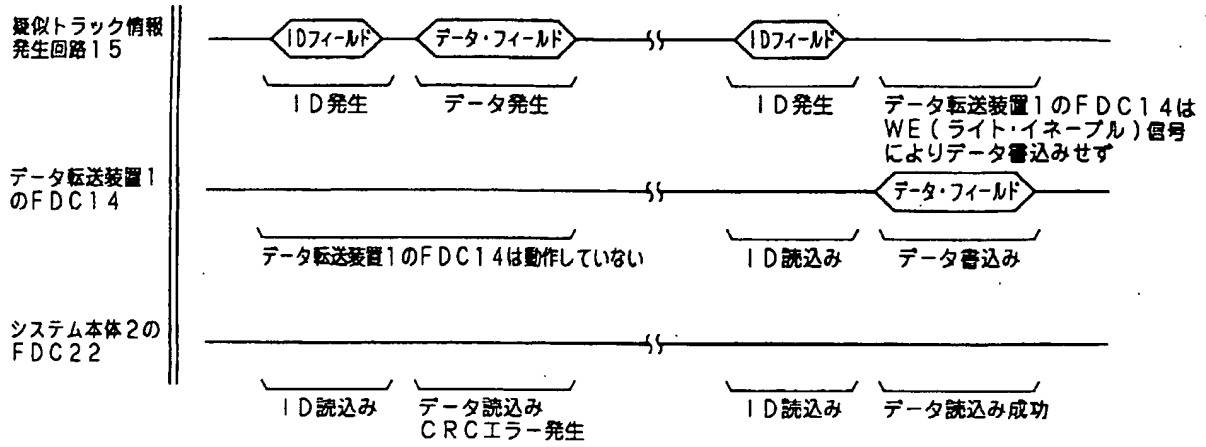 疑似トラック情報
発生回路15
IDフィールド
データ・フィールド
IDフィールド
ID発生
データ発生
ID発生
データ転送装置1のFDC14は
WE(ライト・イネーブル)信号
によりデータ書込みせず
データ転送装置1
のFDC14
データ・フィールド
データ転送装置1のFDC14は動作していない
ID読込み
データ書込み
システム本体2の
FDC22
ID読込み
データ読込み
CRCエラー発生
ID読込み
データ読込み成功